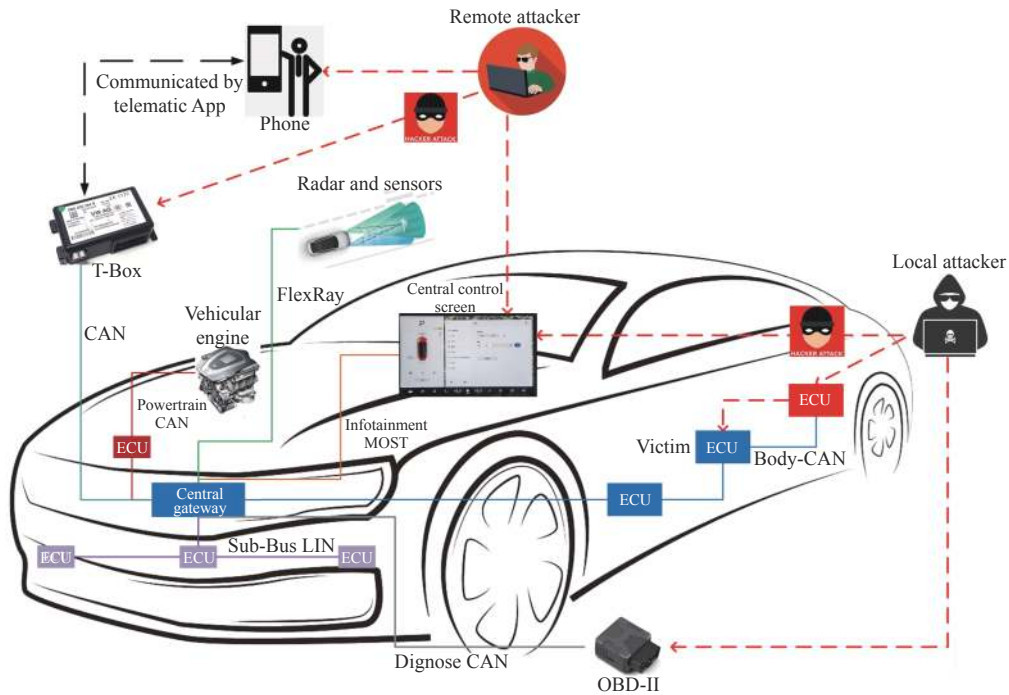 Remote attacker
Communicated by
telematic App
Phone
HACKER ATTACK
Radar and sensors
VW AG
T-Box
FlexRay
Central control
screen
Local attacker
CAN
Vehicular
engine
HACKER ATTACK
Powertrain
CAN
Infotainment
MOST
ECU
ECU
Victim
ECU
Body-CAN
Central
gateway
ECU
Sub-Bus LIN
ECU
ECU
ECU
Dignose CAN
OBD-II